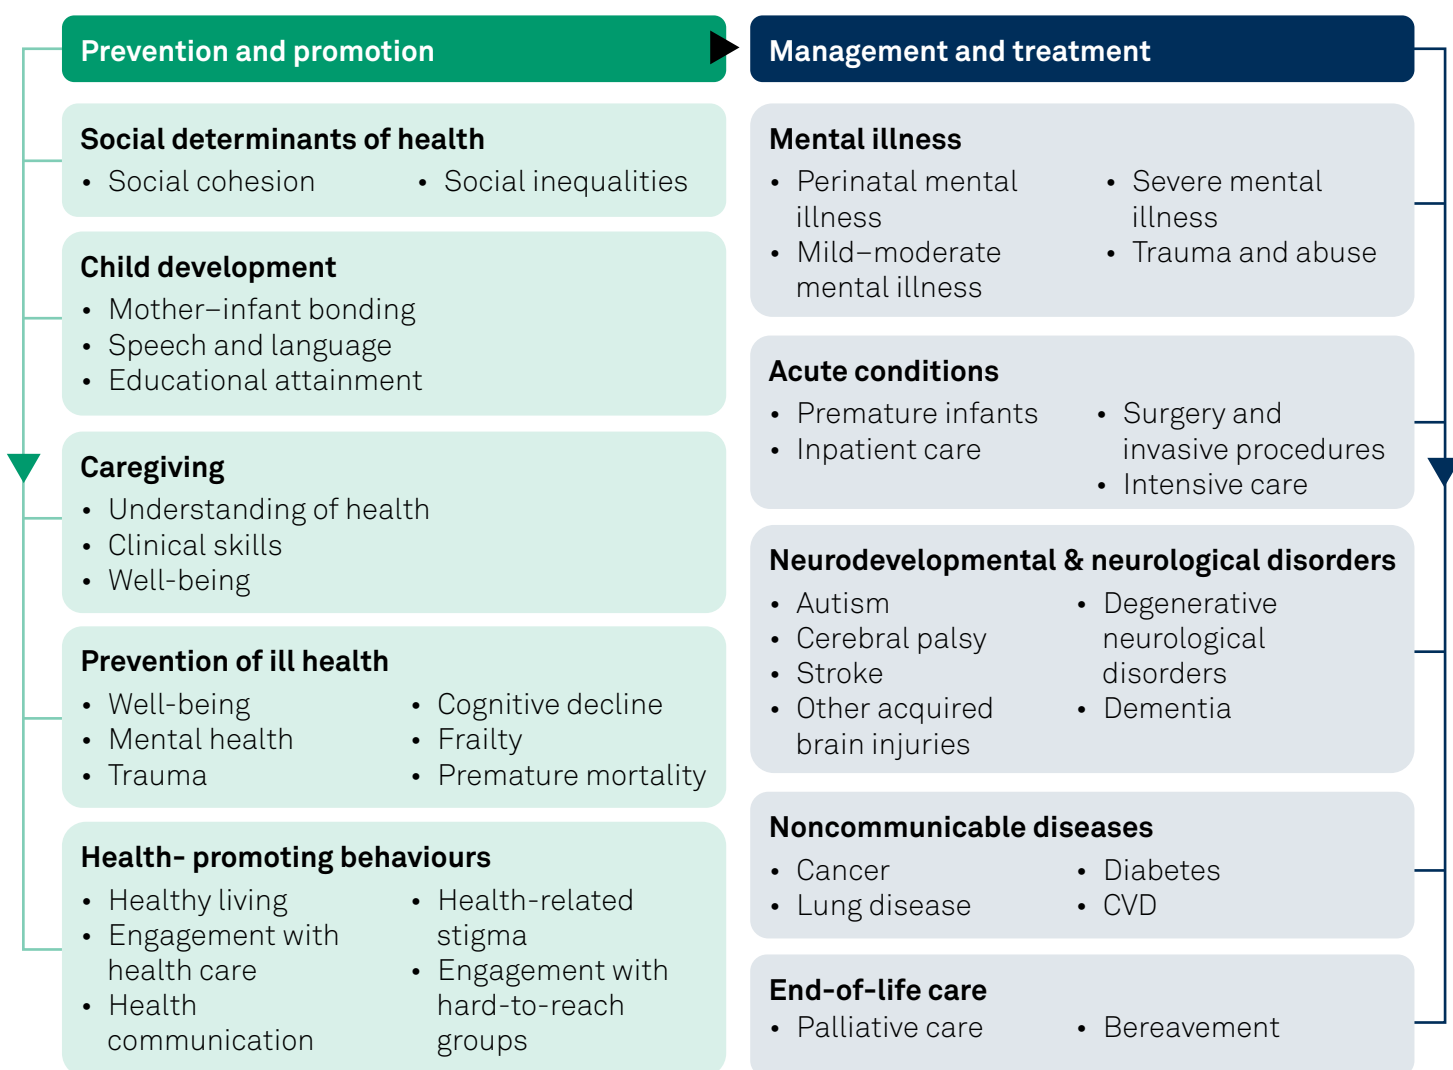 Prevention and promotion
Social determinants of health
• Social cohesion
• Social inequalities
Child development
• Mother–infant bonding
• Speech and language
• Educational attainment
Caregiving
• Understanding of health
• Clinical skills
• Well-being
Prevention of ill health
• Well-being
• Mental health
• Trauma
• Cognitive decline
• Frailty
• Premature mortality
Health- promoting behaviours
• Healthy living
• Engagement with
health care
• Health
communication
• Health-related
stigma
• Engagement with
hard-to-reach
groups
Management and treatment
Mental illness
• Perinatal mental
illness
• Mild–moderate
mental illness
• Severe mental
illness
• Trauma and abuse
Acute conditions
• Premature infants
• Inpatient care
• Surgery and
invasive procedures
• Intensive care
Neurodevelopmental & neurological disorders
• Autism
• Cerebral palsy
• Stroke
• Other acquired
brain injuries
• Degenerative
neurological
disorders
• Dementia
Noncommunicable diseases
• Cancer
• Lung disease
• Diabetes
• CVD
End-of-life care
• Palliative care
• Bereavement